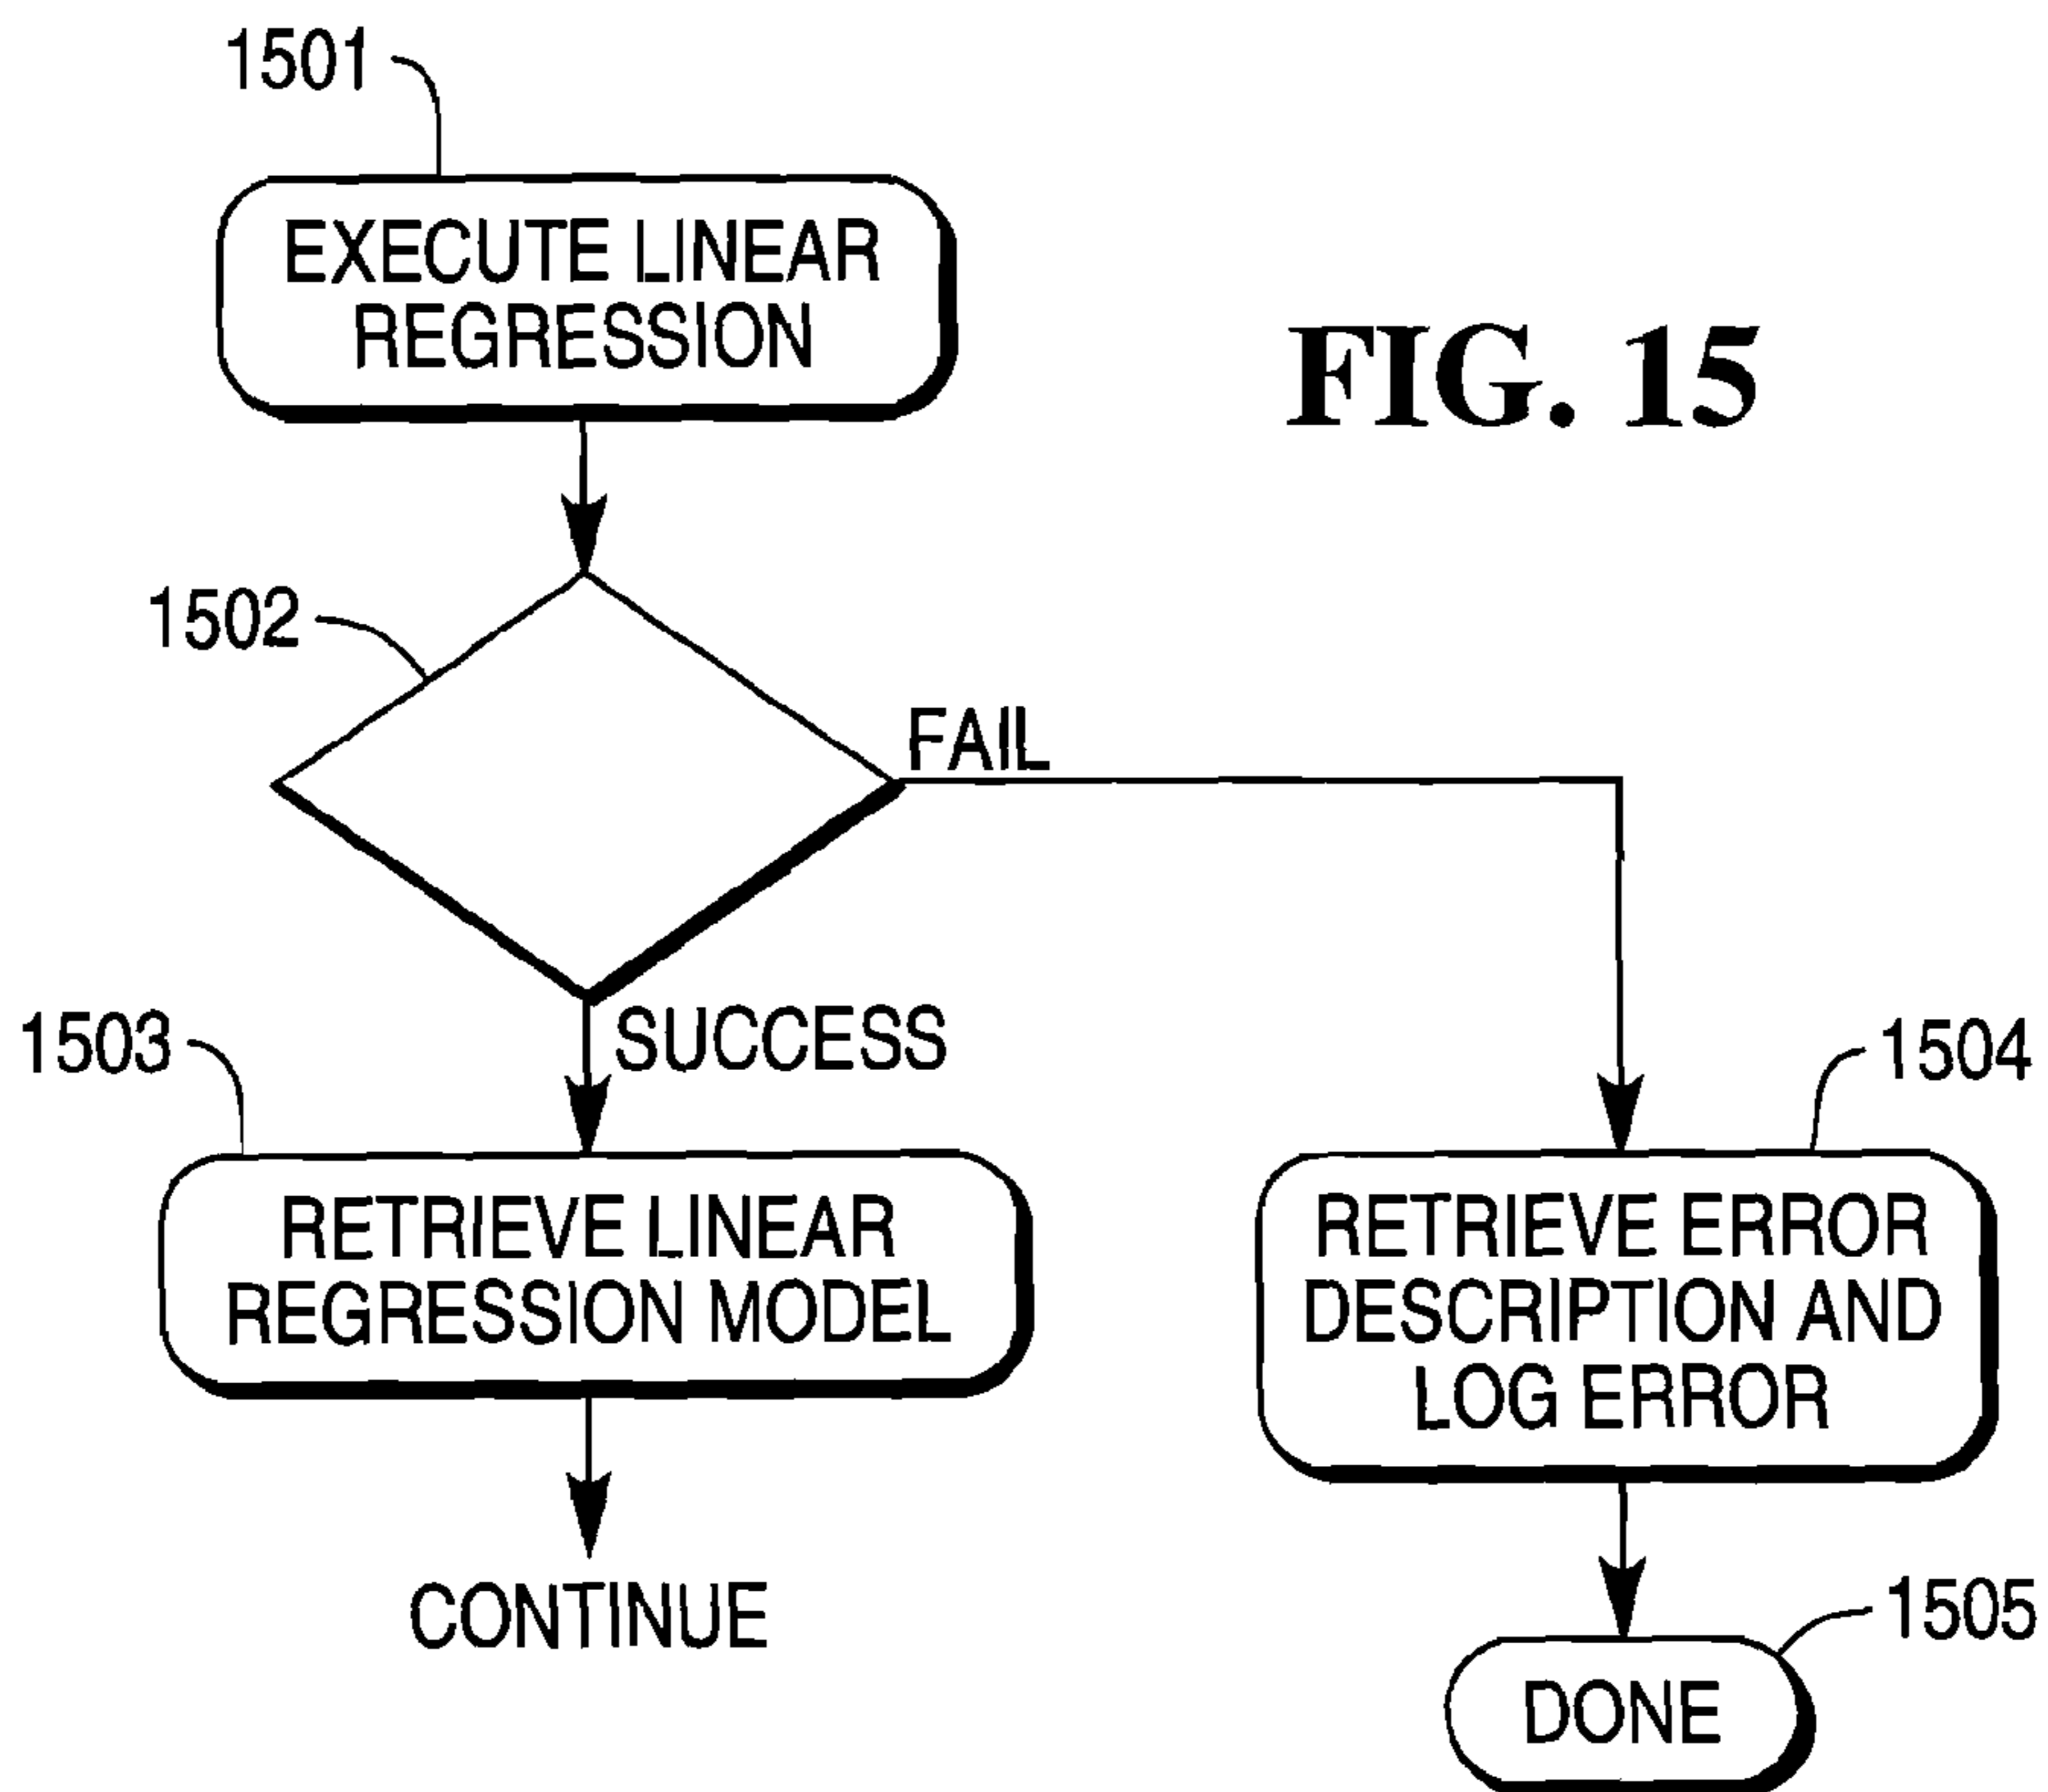 1501
EXECUTE LINEAR
REGRESSION
FIG. 15
1502
FAIL
SUCCESS
1503
RETRIEVE LINEAR
REGRESSION MODEL
CONTINUE
1504
RETRIEVE ERROR
DESCRIPTION AND
LOG ERROR
1505
DONE